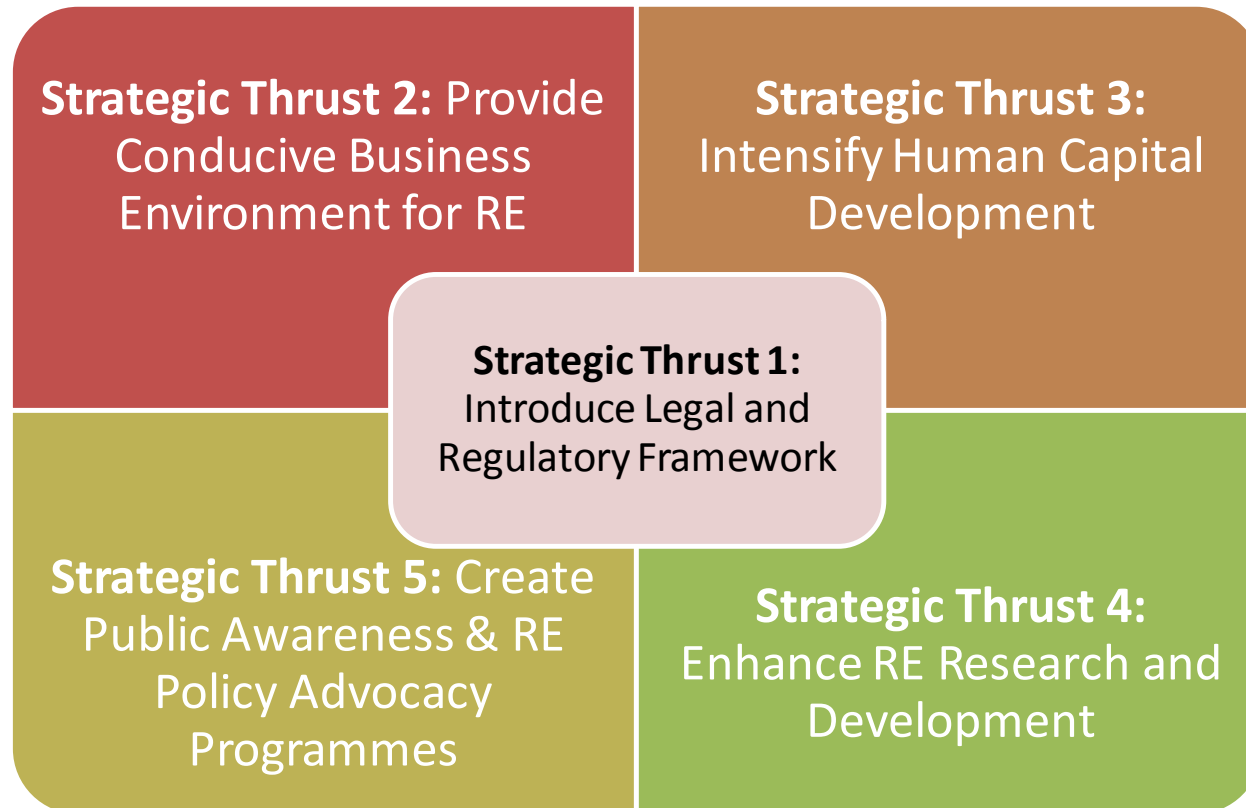 Strategic Thrust 2: Provide
Conducive Business
Environment for RE
Strategic Thrust 3:
Intensify Human Capital
Development
Strategic Thrust 1:
Introduce Legal and
Regulatory Framework
Strategic Thrust 5: Create
Public Awareness & RE
Policy Advocacy
Programmes
Strategic Thrust 4:
Enhance RE Research and
Development